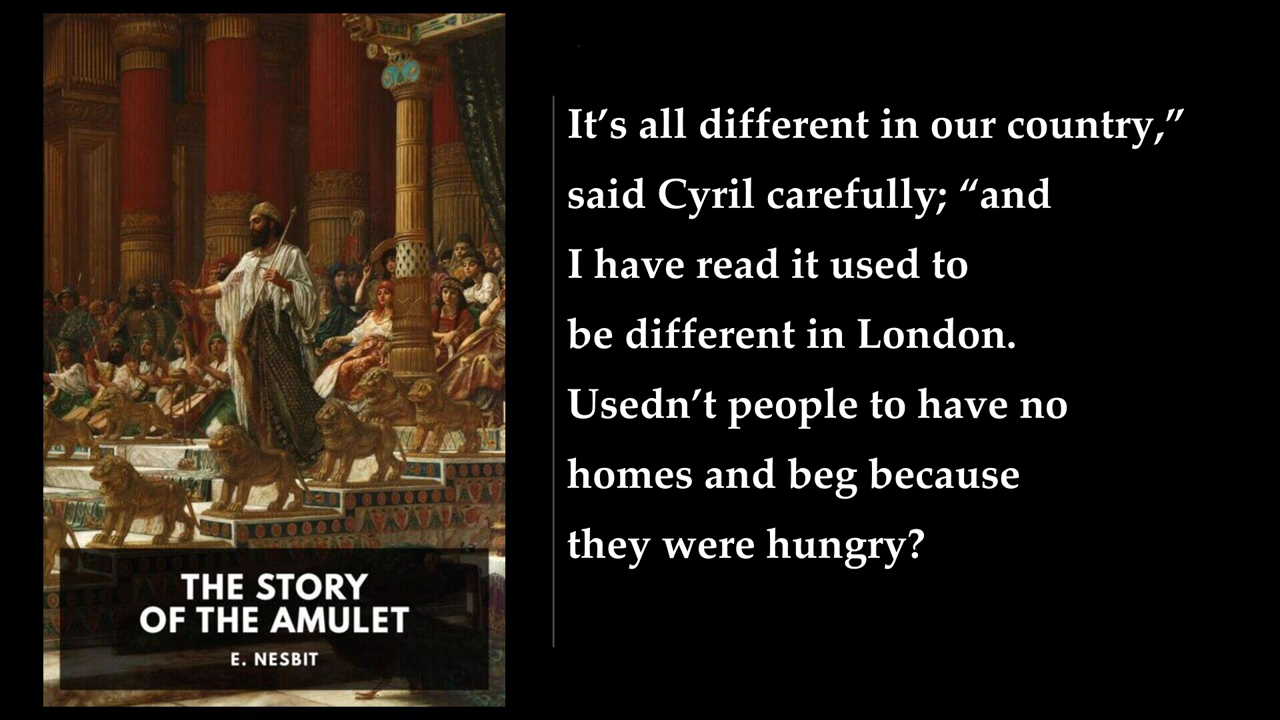 THE STORY
OF THE AMULET
E. NESBIT
It’s all different in our country,”
said Cyril carefully; “and
I have read it used to
be different in London.
Usedn’t people to have no
homes and beg because
they were hungry?